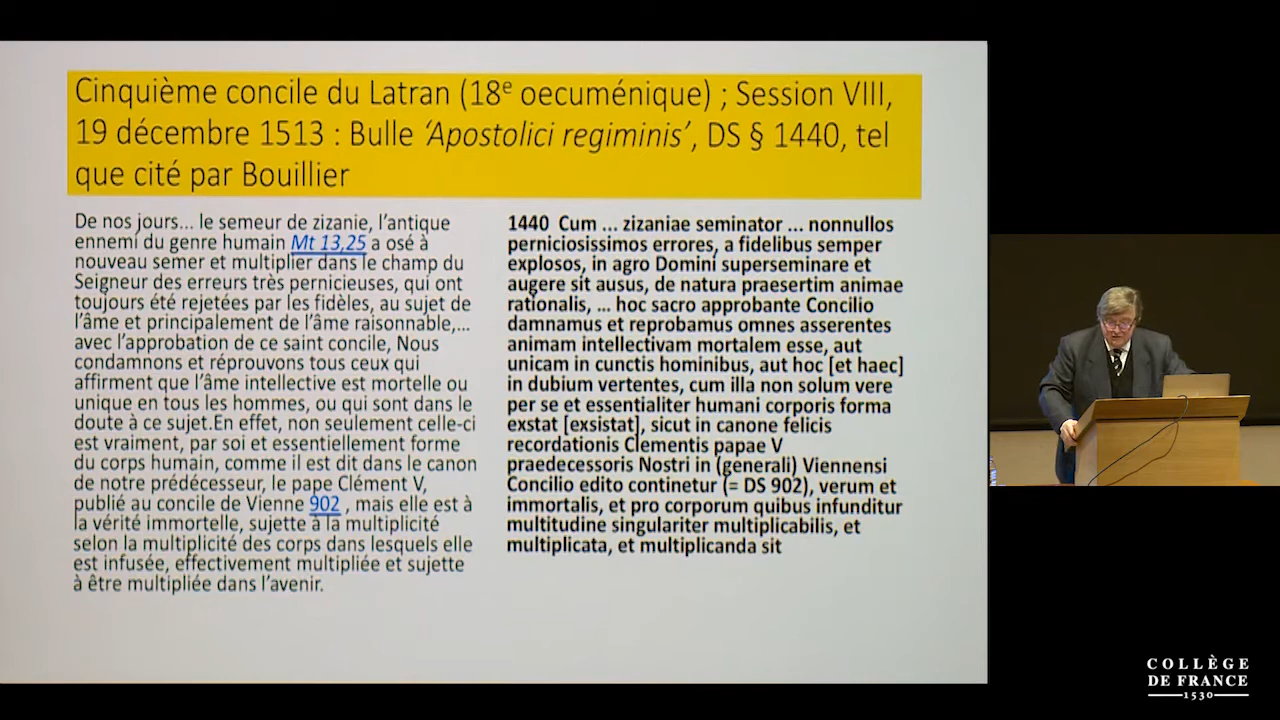 Cinquième concile du Latran (18e oecuménique) ; Session VIII,
19 décembre 1513 : Bulle ‘Apostolici regiminis’, DS § 1440, tel
que cité par Bouillier
De nos jours... le semeur de zizanie, l’antique
ennemi du genre humain Mt 13,25 a osé à
nouveau semer et multiplier dans le champ du
Seigneur des erreurs très pernicieuses, qui ont
toujours été rejetées par les fidèles, au sujet de
l’âme et principalement de l’âme raisonnable,...
avec l’approbation de ce saint concile, Nous
condamnons et réprouvons tous ceux qui
affirment que l’âme intellective est mortelle ou
unique en tous les hommes, ou qui sont dans le
doute à ce sujet.En effet, non seulement celle-ci
est vraiment, par soi et essentiellement forme
du corps humain, comme il est dit dans le canon
de notre prédécesseur, le pape Clément V,
publié au concile de Vienne 902 , mais elle est à
la vérité immortelle, sujette à la multiplicité
selon la multiplicité des corps dans lesquels elle
est infusée, effectivement multipliée et sujette
à être multipliée dans l’avenir.
1440 Cum ... zizaniae seminator ... nonnullos
perniciosissimos errores, a fidelibus semper
explosos, in agro Domini superseminare et
augere sit ausus, de natura praesertim animae
rationalis, ... hoc sacro approbante Concilio
damnamus et reprobamus omnes asserentes
animam intellectivam mortalem esse, aut
unicam in cunctis hominibus, aut hoc [et haec]
in dubium vertentes, cum illa non solum vere
per se et essentialiter humani corporis forma
exstat [exsistat], sicut in canone felicis
recordationis Clementis papae V
praedecessoris Nostri in (generali) Viennensi
Concilio edito continetur (= DS 902), verum et
immortalis, et pro corporum quibus infunditur
multitudine singulariter multiplicabilis, et
multiplicata, et multiplicanda sit
COLLÈGE
DE FRANCE
1530